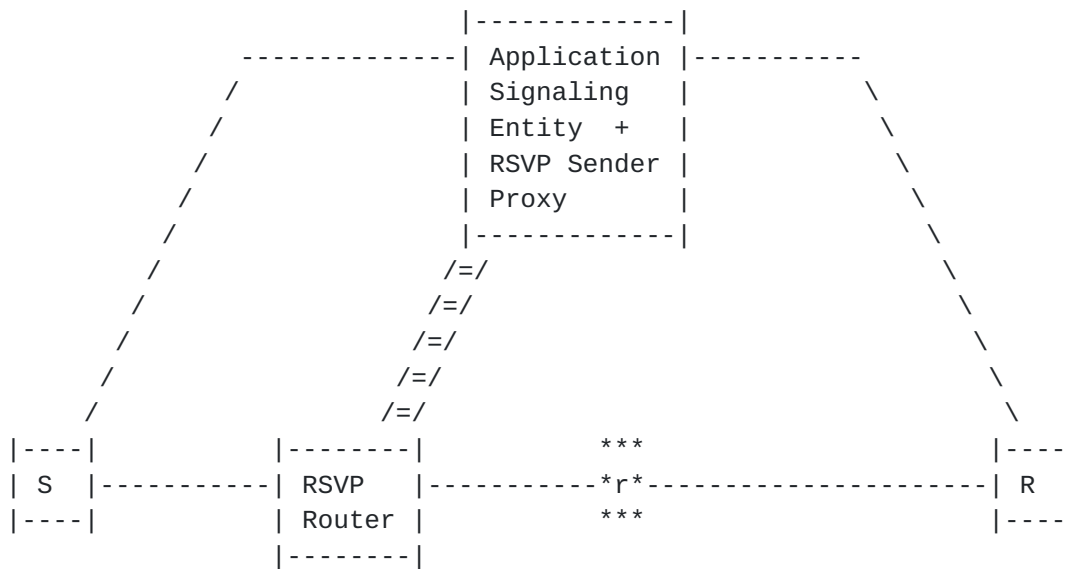 Application
Signaling
Entity +
RSVP Sender
Proxy
/=/
/=/
/=/
/=/
/=/
***
S RSVP *r* R
Router ***